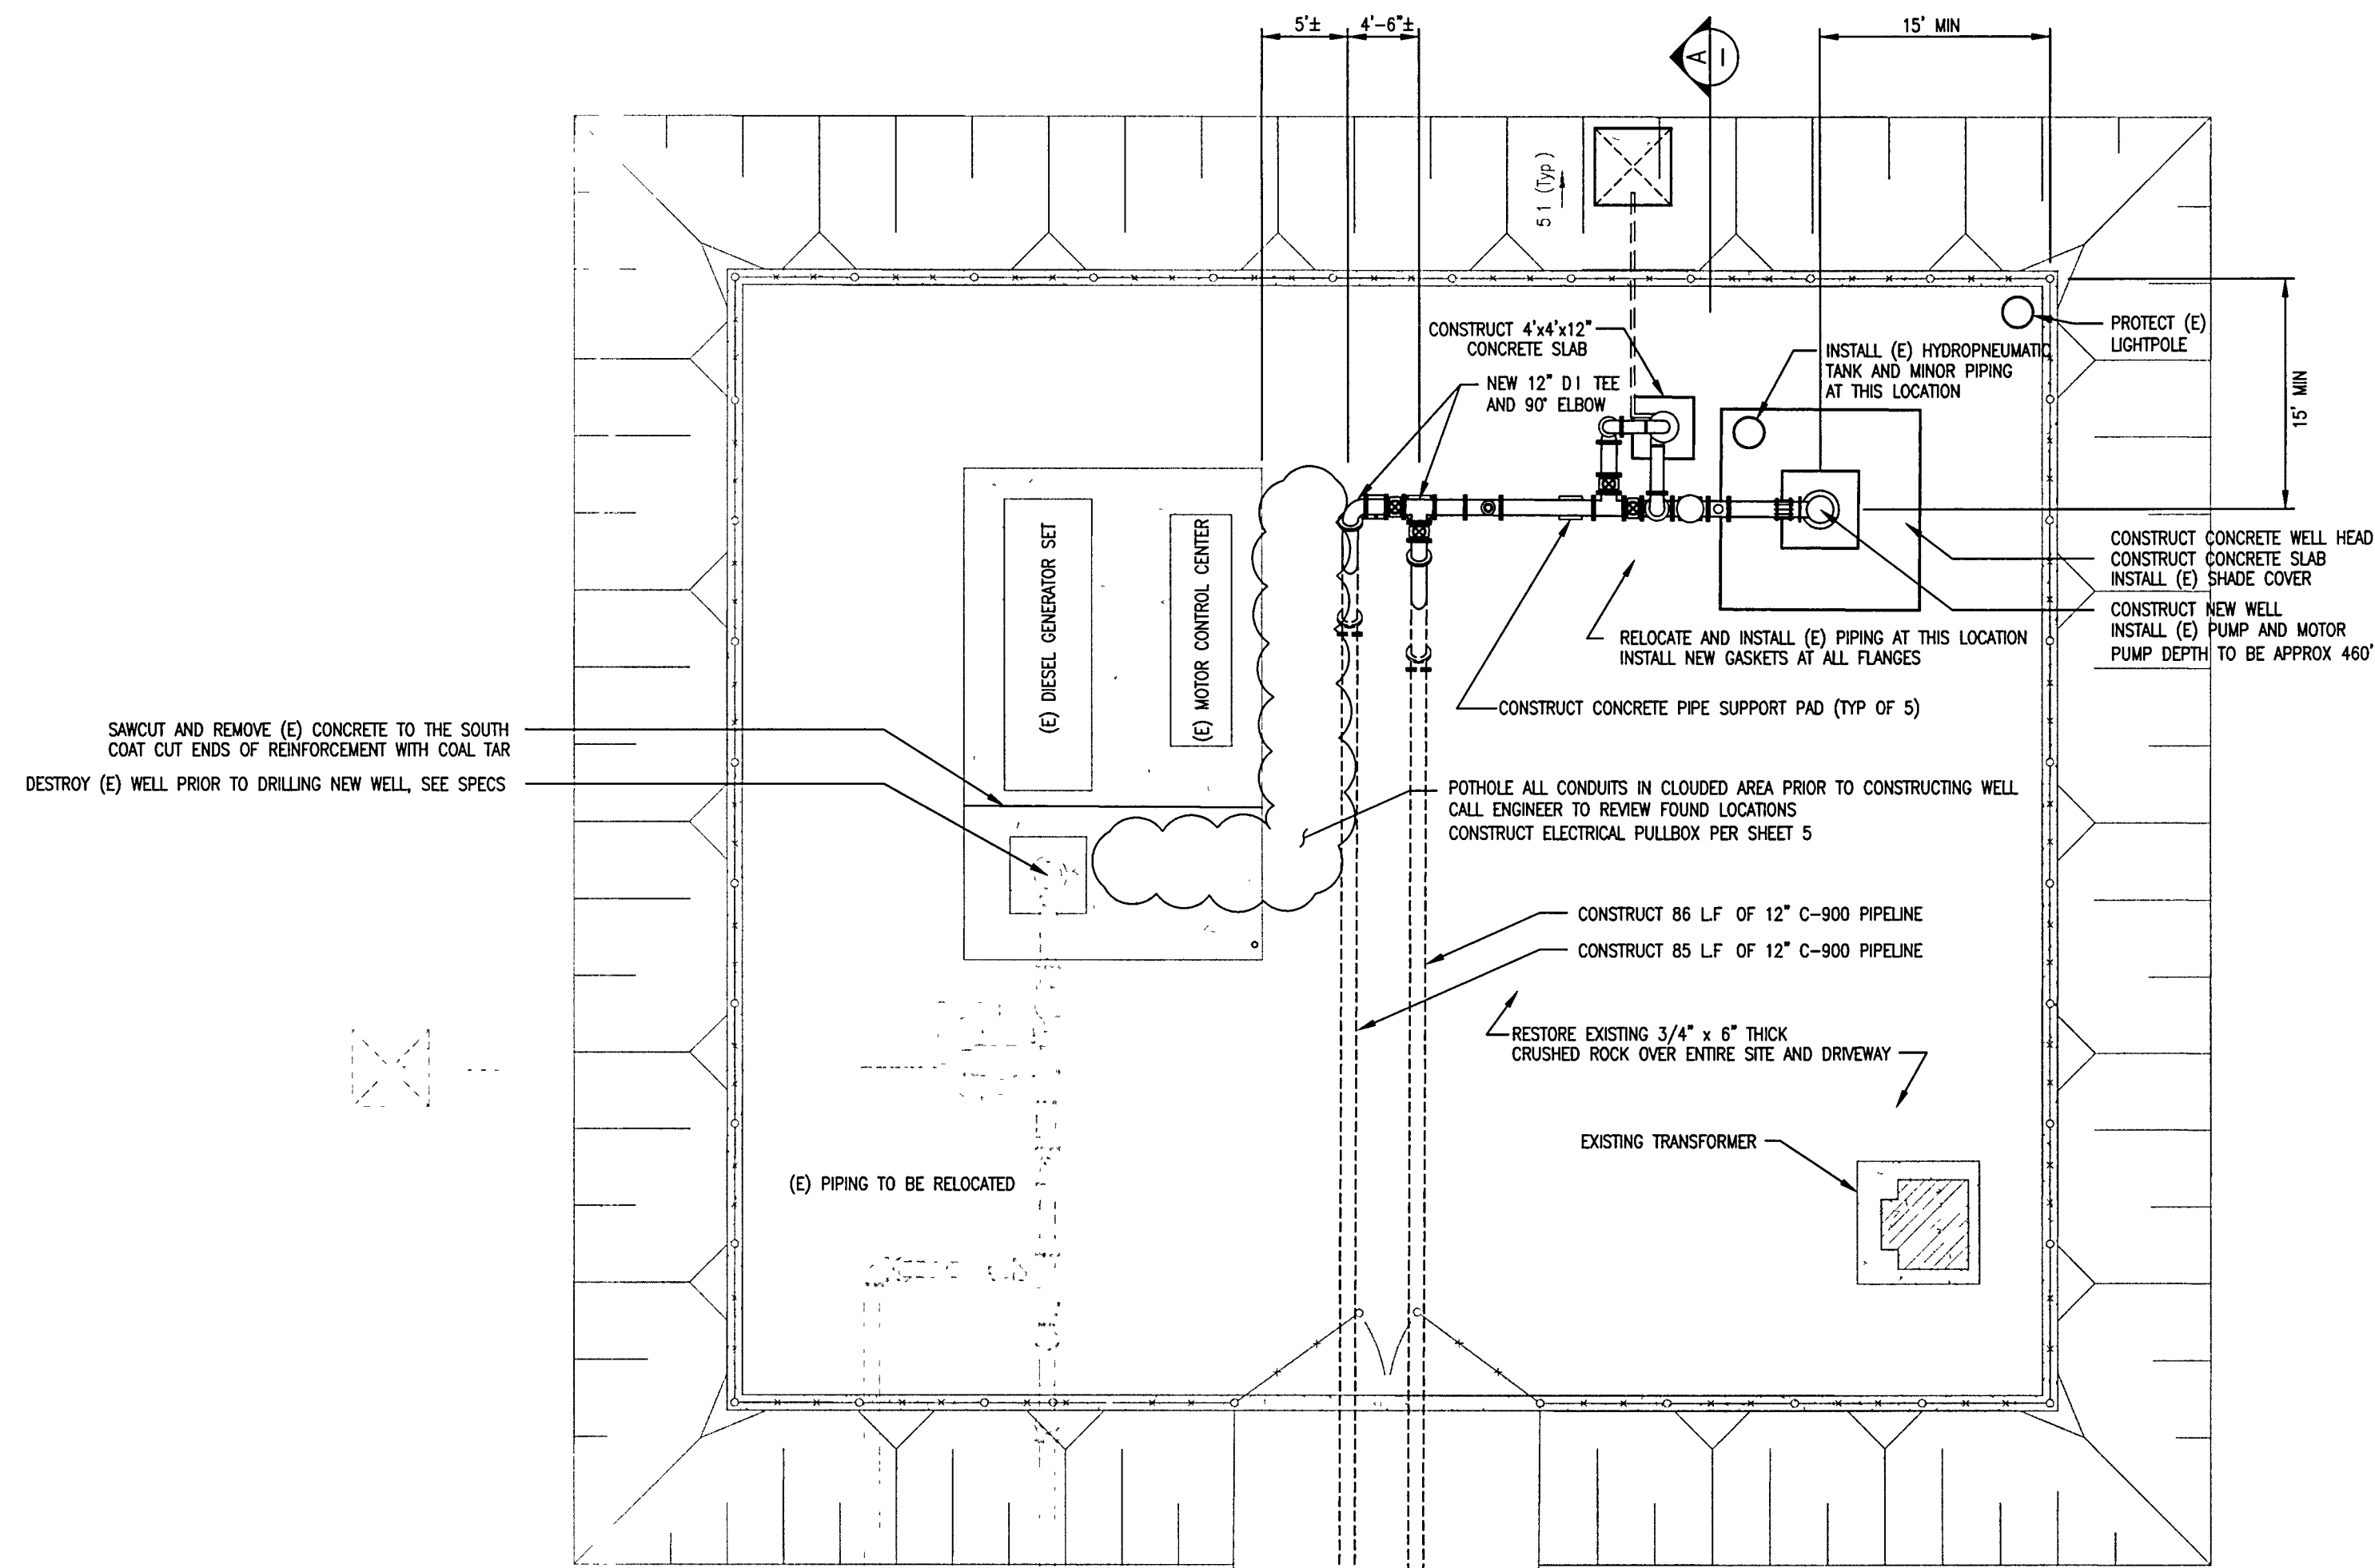 5'±
4'-6"±
15' MIN
A
5 1 (Typ )
CONSTRUCT 4'x4'x12"
CONCRETE SLAB
NEW 12" D I TEE
AND 90° ELBOW
INSTALL (E) HYDROPNEUMATIC
TANK AND MINOR PIPING
AT THIS LOCATION
PROTECT (E)
LIGHTPOLE
15' MIN
(E) DIESEL GENERATOR SET
(E) MOTOR CONTROL CENTER
CONSTRUCT CONCRETE WELL HEAD
CONSTRUCT CONCRETE SLAB
INSTALL (E) SHADE COVER
CONSTRUCT NEW WELL
INSTALL (E) PUMP AND MOTOR
PUMP DEPTH TO BE APPROX 460'
RELOCATE AND INSTALL (E) PIPING AT THIS LOCATION
INSTALL NEW GASKETS AT ALL FLANGES
CONSTRUCT CONCRETE PIPE SUPPORT PAD (TYP OF 5)
SAWCUT AND REMOVE (E) CONCRETE TO THE SOUTH
COAT CUT ENDS OF REINFORCEMENT WITH COAL TAR
DESTROY (E) WELL PRIOR TO DRILLING NEW WELL, SEE SPECS
POTHOLE ALL CONDUITS IN CLOUDED AREA PRIOR TO CONSTRUCTING WELL
CALL ENGINEER TO REVIEW FOUND LOCATIONS
CONSTRUCT ELECTRICAL PULLBOX PER SHEET 5
CONSTRUCT 86 L.F OF 12" C-900 PIPELINE
CONSTRUCT 85 L.F OF 12" C-900 PIPELINE
RESTORE EXISTING 3/4" x 6" THICK
CRUSHED ROCK OVER ENTIRE SITE AND DRIVEWAY
EXISTING TRANSFORMER
(E) PIPING TO BE RELOCATED